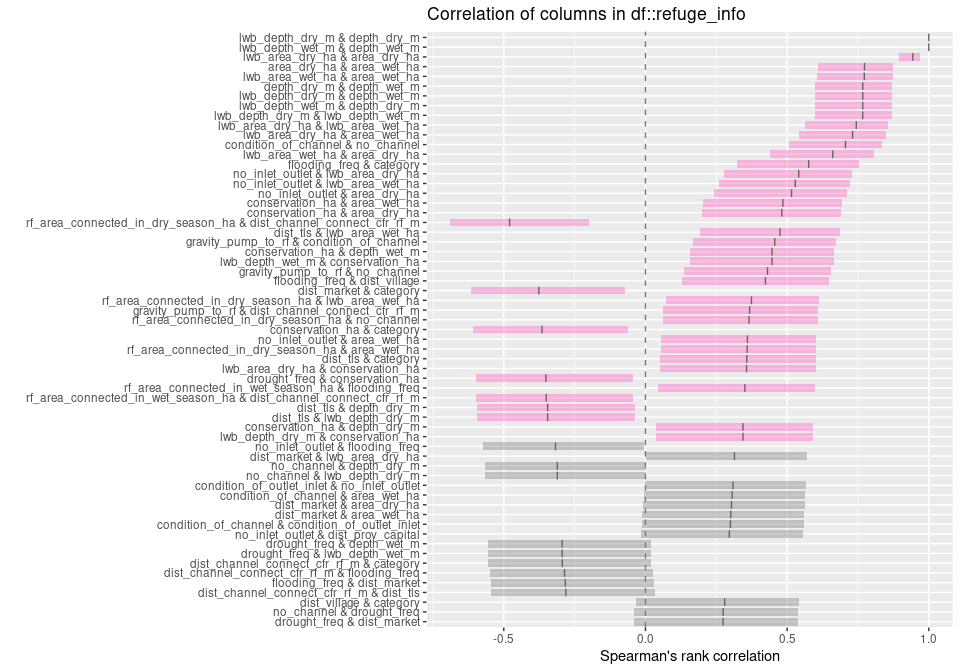 Correlation of columns in df::refuge_info
lwb_depth_dry_m & depth_dry_m
lwb_depth_wet_m & depth_wet_m
lwb_area_dry_ha & area_dry_ha
area_dry_ha & area_wet_ha
lwb_area_wet_ha & area_wet_ha
depth_dry_m & depth_wet_m
lwb_depth_dry_m & depth_wet_m
lwb_depth_wet_m & depth_dry_m
lwb_depth_dry_m & lwb_depth_wet_m
lwb_area_dry_ha & lwb_area_wet_ha
lwb_area_dry_ha & area_wet_ha
condition_of_channel & no_channel
lwb_area_wet_ha & area_dry_ha
flooding_freq & category
no_inlet_outlet & lwb_area_dry_ha
no_inlet_outlet & lwb_area_wet_ha
no_inlet_outlet & area_dry_ha
conservation_ha & area_wet_ha
conservation_ha & area_dry_ha
rf_area_connected_in_dry_season_ha & dist_channel_connect_cfr_rf_m
dist_tls & lwb_area_wet_ha
gravity_pump_to_rf & condition_of_channel
conservation_ha & depth_wet_m
lwb_depth_wet_m & conservation_ha
gravity_pump_to_rf & no_channel
flooding_freq & dist_village
dist_market & category
rf_area_connected_in_dry_season_ha & lwb_area_wet_ha
gravity_pump_to_rf & dist_channel_connect_cfr_rf_m
rf_area_connected_in_dry_season_ha & no_channel
conservation_ha & category
no_inlet_outlet & area_wet_ha
rf_area_connected_in_dry_season_ha & area_wet_ha
dist_tls & category
lwb_area_dry_ha & conservation_ha
drought_freq & conservation_ha
rf_area_connected_in_wet_season_ha & flooding_freq
rf_area_connected_in_wet_season_ha & dist_channel_connect_cfr_rf_m
dist_tls & depth_dry_m
dist_tls & lwb_depth_dry_m
conservation_ha & depth_dry_m
lwb_depth_dry_m & conservation_ha
no_inlet_outlet & flooding_freq
dist_market & lwb_area_dry_ha
no_channel & depth_dry_m
no_channel & lwb_depth_dry_m
condition_of_outlet_inlet & no_inlet_outlet
condition_of_channel & area_wet_ha
dist_market & area_dry_ha
dist_market & area_wet_ha
condition_of_channel & condition_of_outlet_inlet
no_inlet_outlet & dist_prov_capital
drought_freq & depth_wet_m
drought_freq & lwb_depth_wet_m
dist_channel_connect_cfr_rf_m & category
dist_channel_connect_cfr_rf_m & flooding_freq
flooding_freq & dist_market
dist_channel_connect_cfr_rf_m & dist_tls
dist_village & category
no_channel & drought_freq
drought_freq & dist_market
-0.5 0.0 0.5 1.0
Spearman's rank correlation